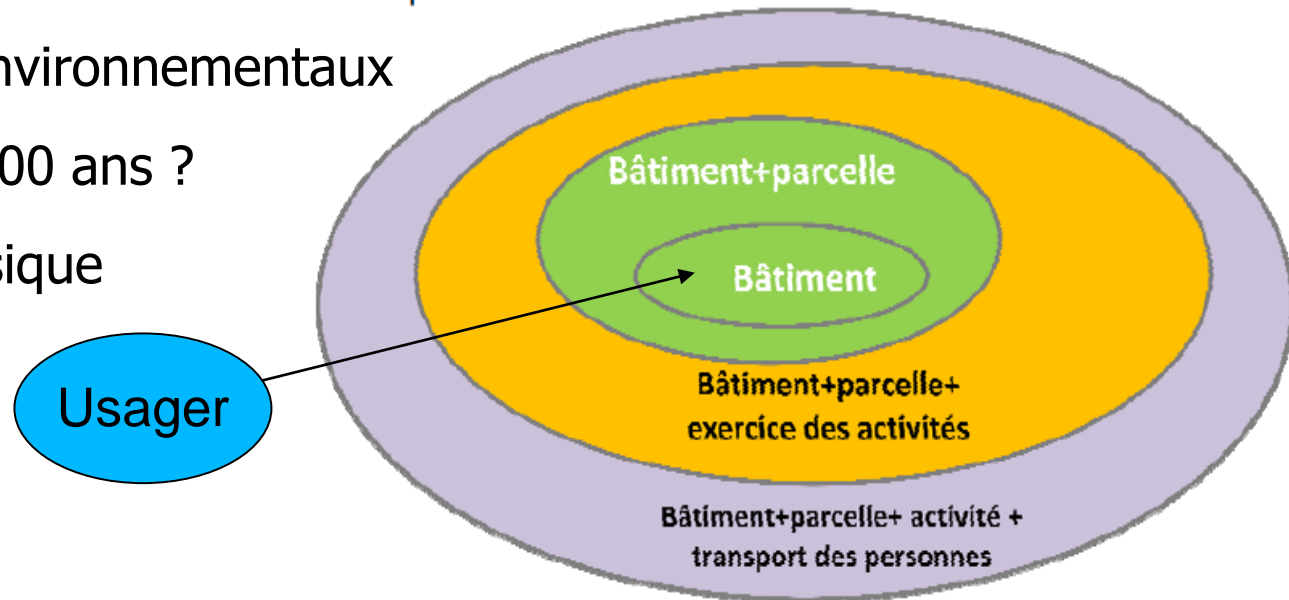 nvironnementaux
00 ans ?
sique
Usager
Bâtiment+parcelle
Bâtiment
Bâtiment+parcelle+
exercice des activités
Bâtiment+parcelle+ activité +
transport des personnes